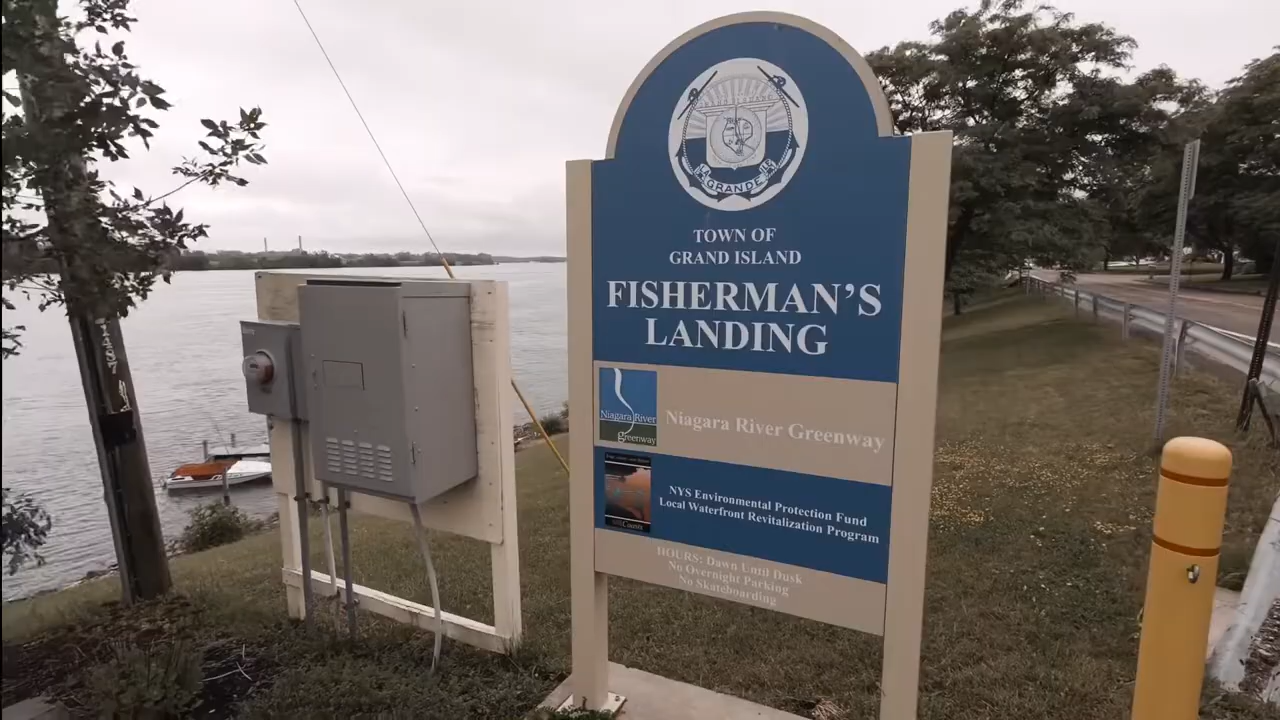 GRANDE
TOWN OF
GRAND ISLAND
FISHERMAN'S
LANDING
Niagara River
Greenway
Niagara River Greenway
NYS Environmental Protection Fund
Local Waterfront Revitalization Program
HOURS: Dawn Until Dusk
No Overnight Parking
No Skateboarding